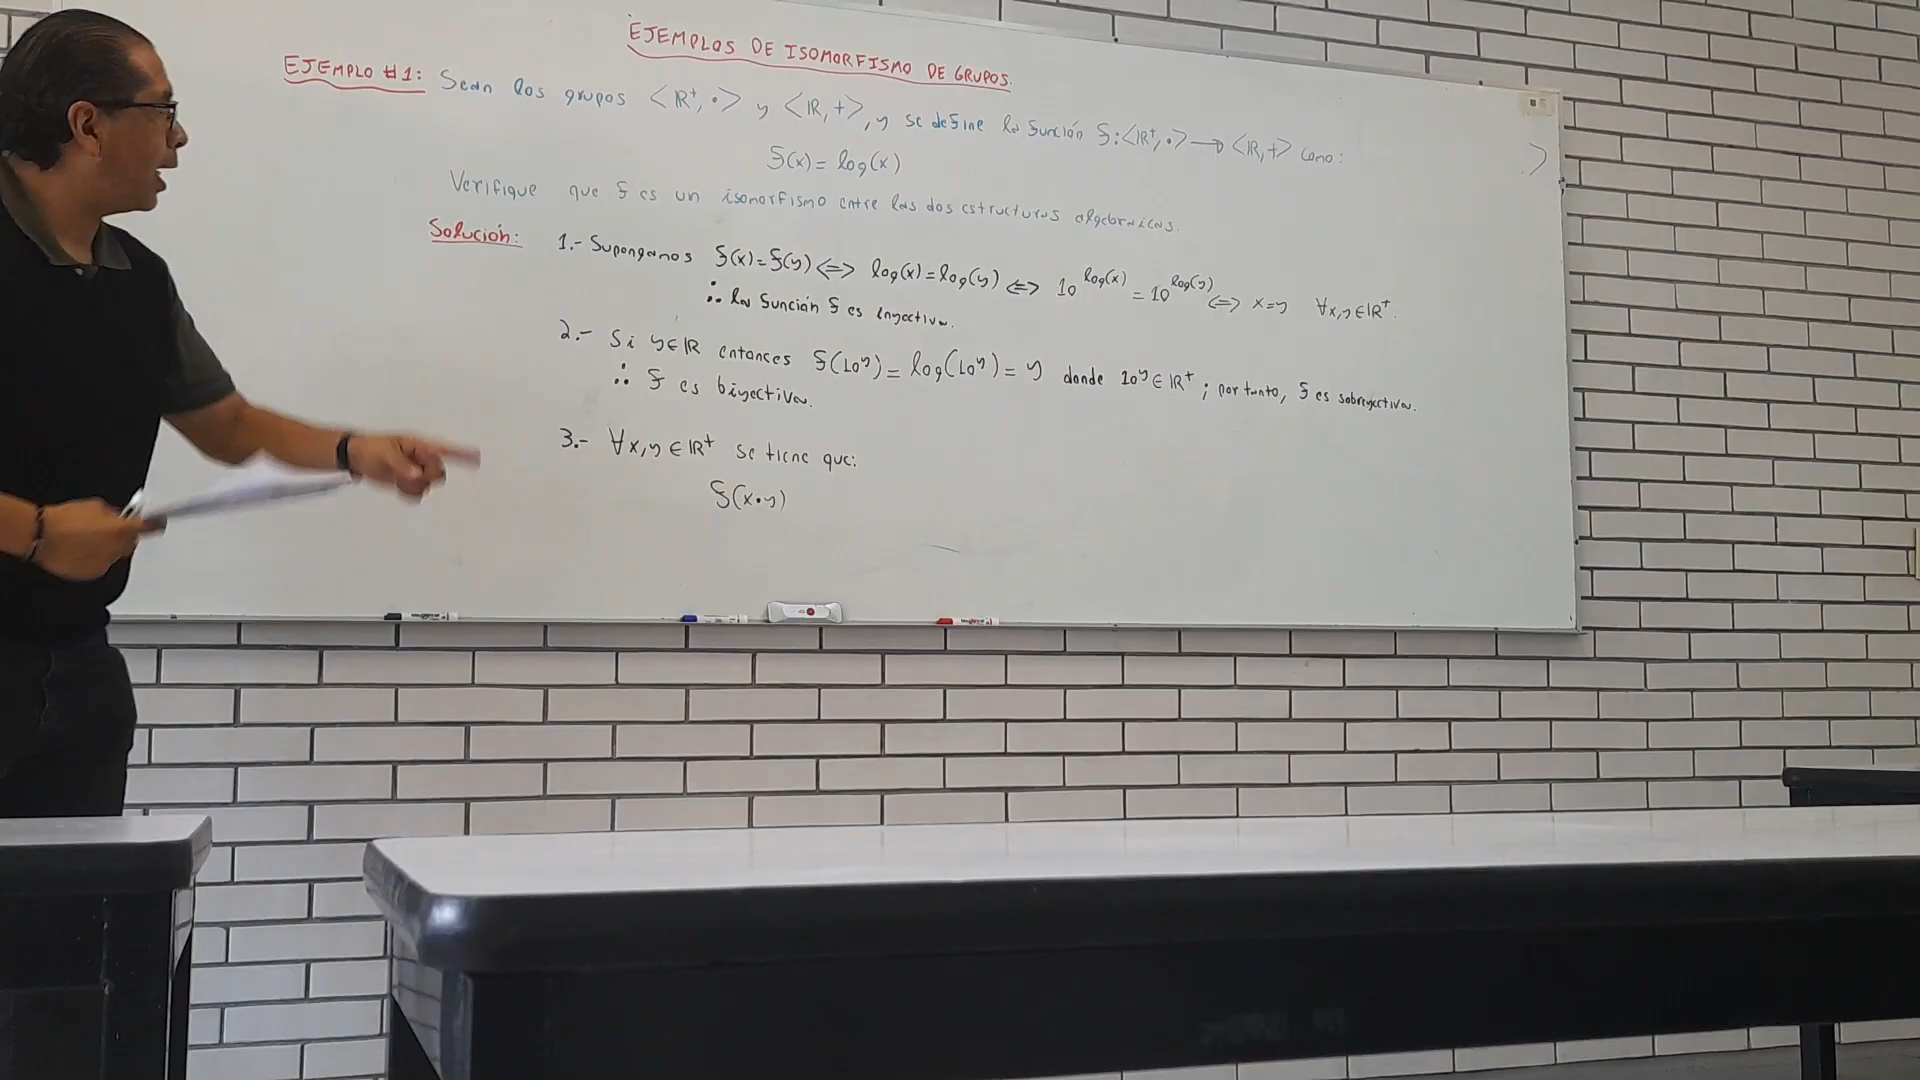 EJEMPLOS DE ISOMORFISMO DE GRUPOS.
EJEMPLO #1: Sean los grupos <ℝ⁺, •> y <ℝ, +>, y se define la función f: <ℝ⁺, •> → <ℝ, +> como:
f(x) = log(x)
Verifique que f es un isomorfismo entre las dos estructuras algebraicas.
Solución: 1.- Supongamos f(x)=f(y) ⇔ log(x)=log(y) ⇔ 10^log(x) = 10^log(y) ⇔ x=y ∀x,y∈ℝ⁺.
∴ la función f es inyectiva.
2.- Si y∈ℝ entonces f(10^y) = log(10^y) = y donde 10^y ∈ ℝ⁺; por tanto, f es sobreyectiva.
∴ f es biyectiva.
3.- ∀x,y ∈ ℝ⁺ se tiene que:
f(x•y)